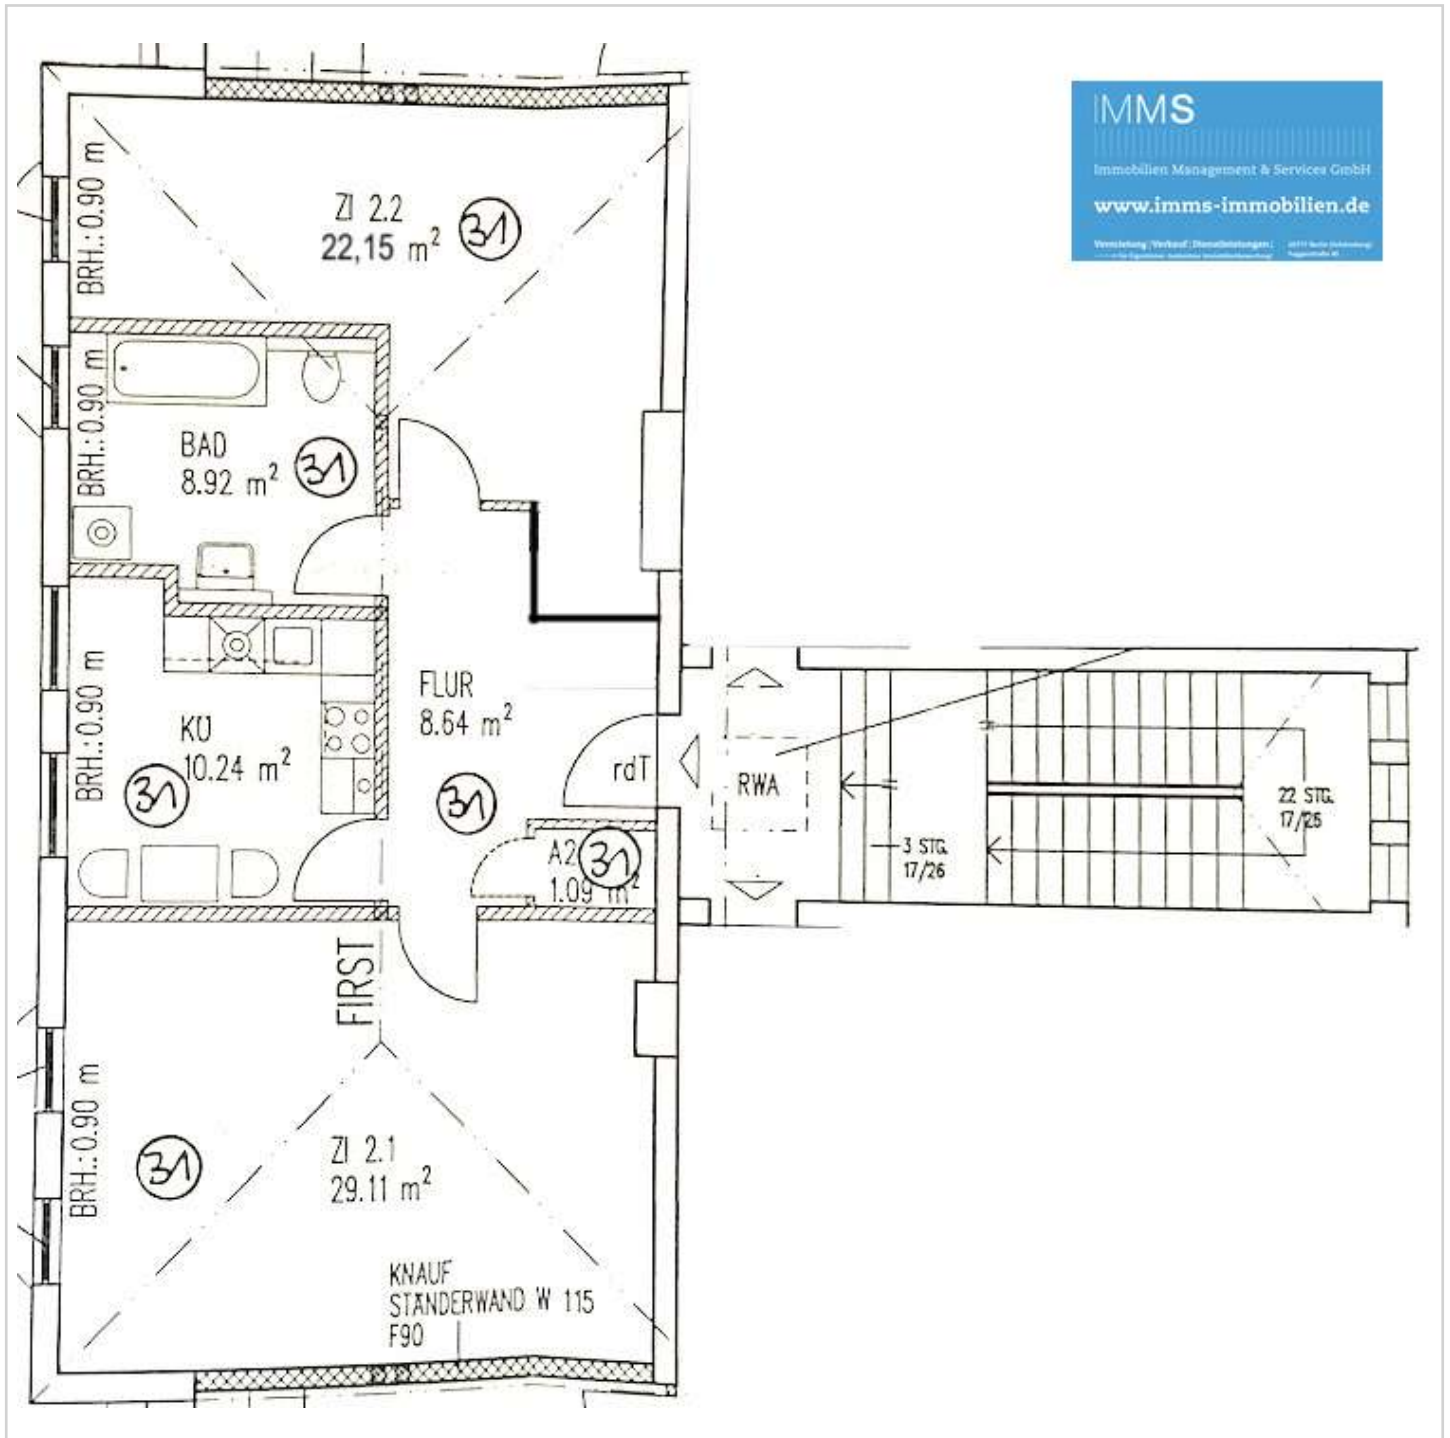 IMMS
Immobilien Management & Services GmbH
www.imms-immobilien.de
Vermietung | Verkauf | Dienstleistungen |
BRH.: 0.90 m
ZI 2.2
22,15 m²
31
BRH.: 0.90 m
BAD
8.92 m²
31
BRH.: 0.90 m
KÜ
10.24 m²
31
FLUR
8.64 m²
31
rdT
RWA
3 STG.
17/26
22 STG.
17/26
A2
1.09 m²
31
FIRST
BRH.: 0.90 m
ZI 2.1
29.11 m²
31
KNAUF
STÄNDERWAND W 115
F90